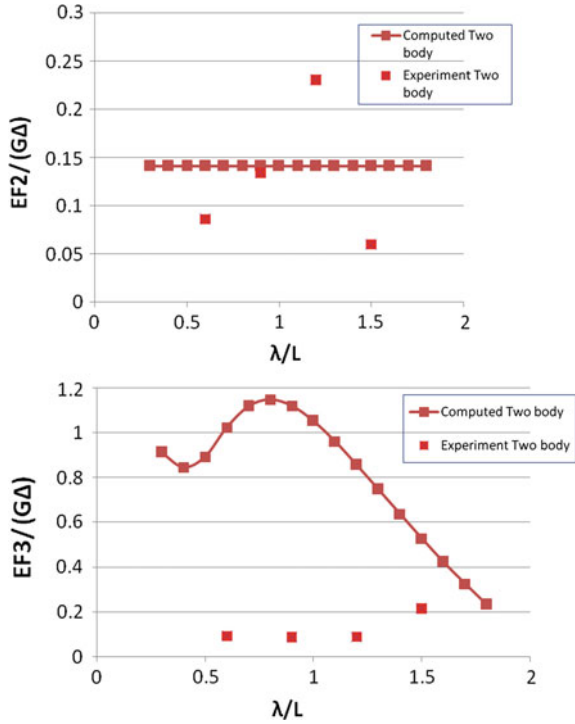 0.3
0.25
0.2
0.15
0.1
0.05
0
EF2/(GΔ)
Computed Two
body
Experiment Two
body
0 0.5 1 1.5 2
λ/L
1.2
1
0.8
0.6
0.4
0.2
0
EF3/(GΔ)
Computed Two body
Experiment Two body
0 0.5 1 1.5 2
λ/L